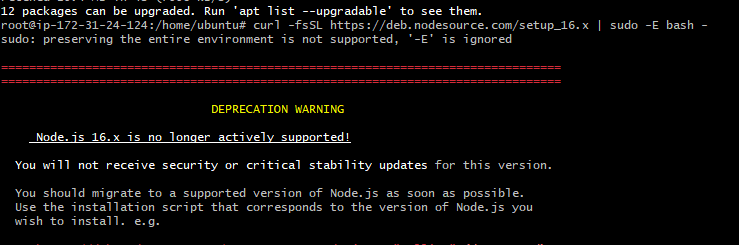 12 packages can be upgraded. Run 'apt list --upgradable' to see them.
root@ip-172-31-24-124:/home/ubuntu# curl -fsSL https://deb.nodesource.com/setup_16.x | sudo -E bash -
sudo: preserving the entire environment is not supported, '-E' is ignored
================================================================================
================================================================================
DEPRECATION WARNING
Node.js 16.x is no longer actively supported!
You will not receive security or critical stability updates for this version.
You should migrate to a supported version of Node.js as soon as possible.
Use the installation script that corresponds to the version of Node.js you
wish to install. e.g.